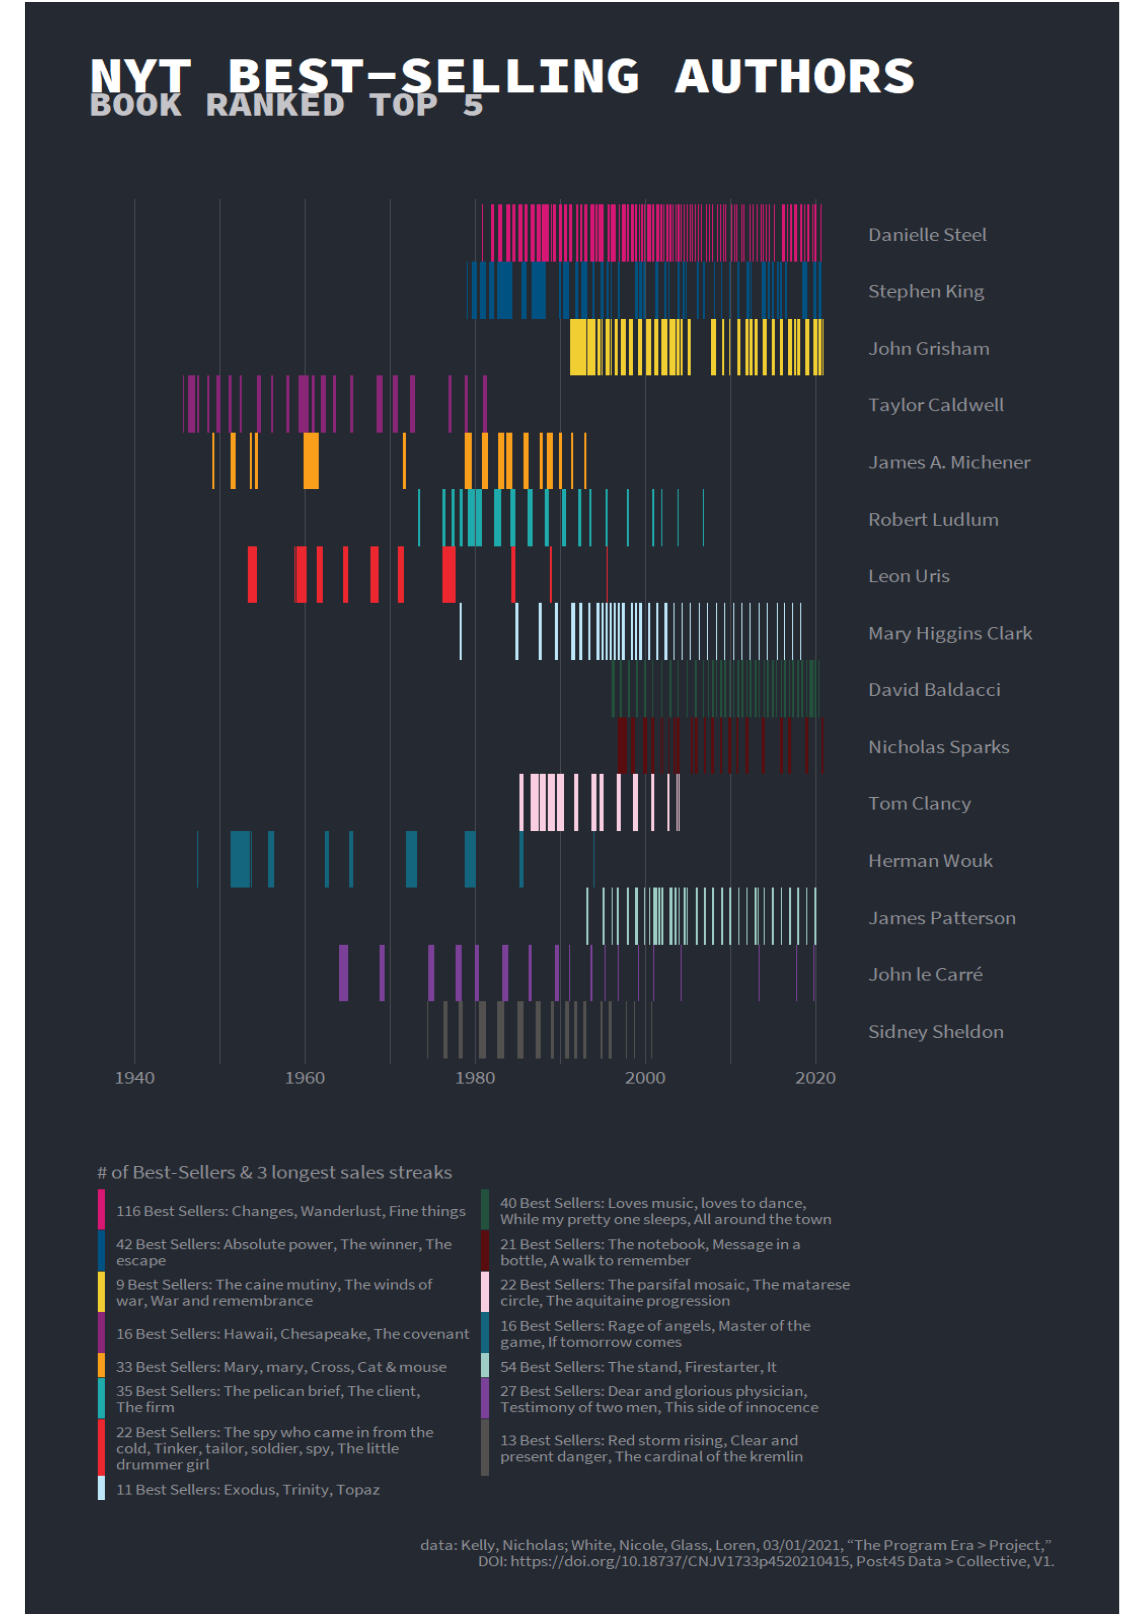 NYT BEST-SELLING AUTHORS
BOOK RANKED TOP 5
Danielle Steel
Stephen King
John Grisham
Taylor Caldwell
James A. Michener
Robert Ludlum
Leon Uris
Mary Higgins Clark
David Baldacci
Nicholas Sparks
Tom Clancy
Herman Wouk
James Patterson
John le Carré
Sidney Sheldon
1940 1960 1980 2000 2020
# of Best-Sellers & 3 longest sales streaks
116 Best Sellers: Changes, Wanderlust, Fine things
42 Best Sellers: Absolute power, The winner, The
escape
9 Best Sellers: The caine mutiny, The winds of
war, War and remembrance
16 Best Sellers: Hawaii, Chesapeake, The covenant
33 Best Sellers: Mary, mary, Cross, Cat & mouse
35 Best Sellers: The pelican brief, The client,
The firm
22 Best Sellers: The spy who came in from the
cold, Tinker, tailor, soldier, spy, The little
drummer girl
11 Best Sellers: Exodus, Trinity, Topaz
40 Best Sellers: Loves music, loves to dance,
While my pretty one sleeps, All around the town
21 Best Sellers: The notebook, Message in a
bottle, A walk to remember
22 Best Sellers: The parsifal mosaic, The matarese
circle, The aquitaine progression
16 Best Sellers: Rage of angels, Master of the
game, If tomorrow comes
54 Best Sellers: The stand, Firestarter, It
27 Best Sellers: Dear and glorious physician,
Testimony of two men, This side of innocence
13 Best Sellers: Red storm rising, Clear and
present danger, The cardinal of the kremlin
data: Kelly, Nicholas; White, Nicole, Glass, Loren, 03/01/2021, “The Program Era > Project,”
DOI: https://doi.org/10.18737/CNJV1733p4520210415, Post45 Data > Collective, V1.